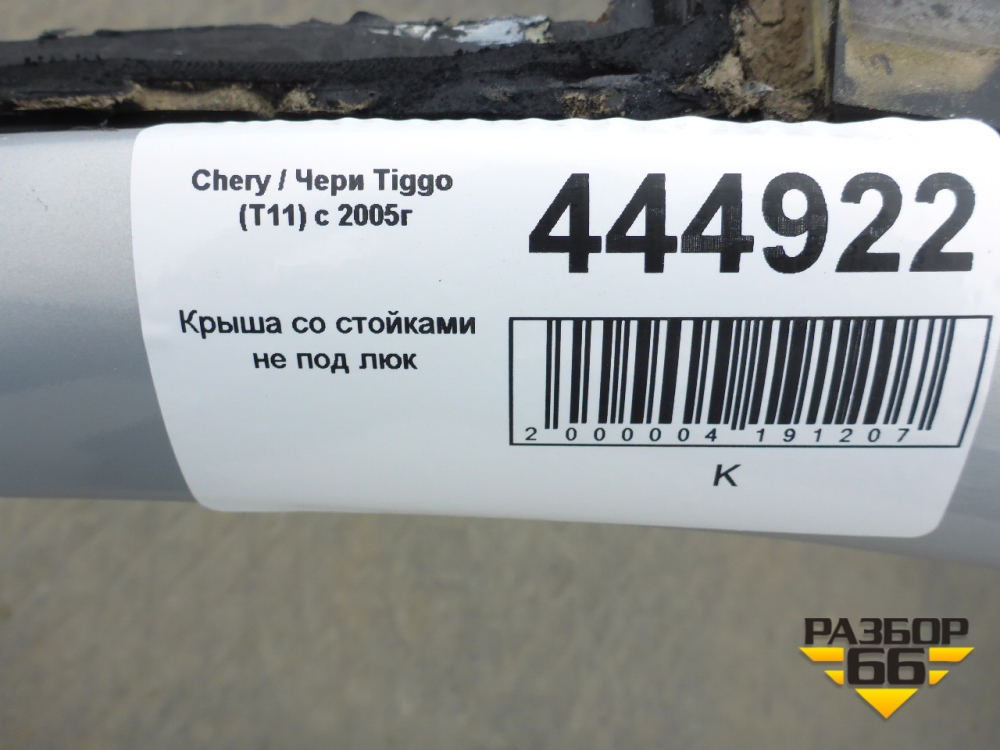 Chery / Чери Tiggo
(T11) с 2005г
444922
Крыша со стойками
не под люк
2 000004 191207
К
РАЗБОР
66